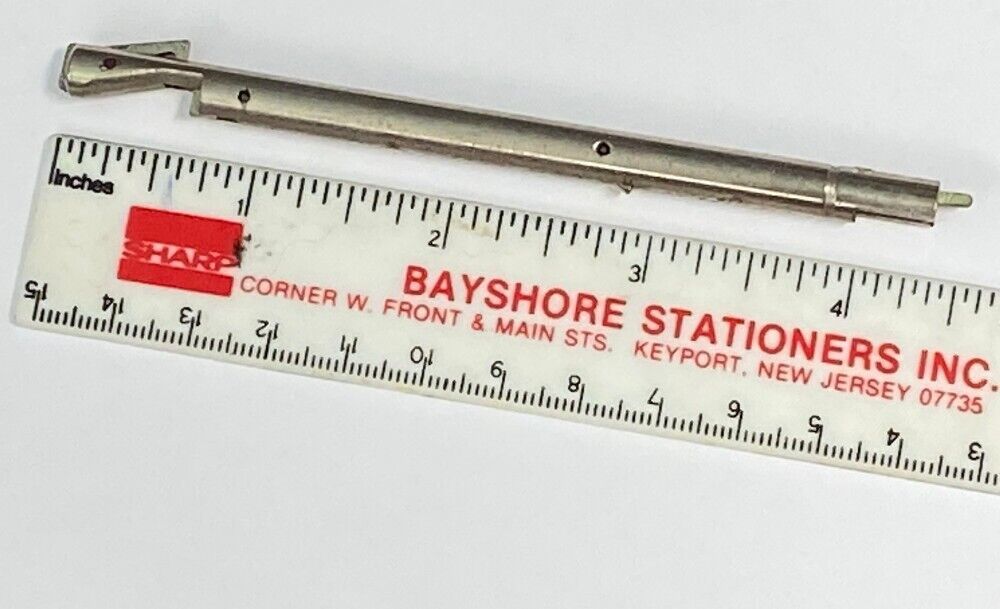 Inches
1 2 3 4
SHARP
BAYSHORE STATIONERS INC.
CORNER W. FRONT & MAIN STS. KEYPORT, NEW JERSEY 07735
15 14 13 12 11 10 9 8 7 6 5 4 3